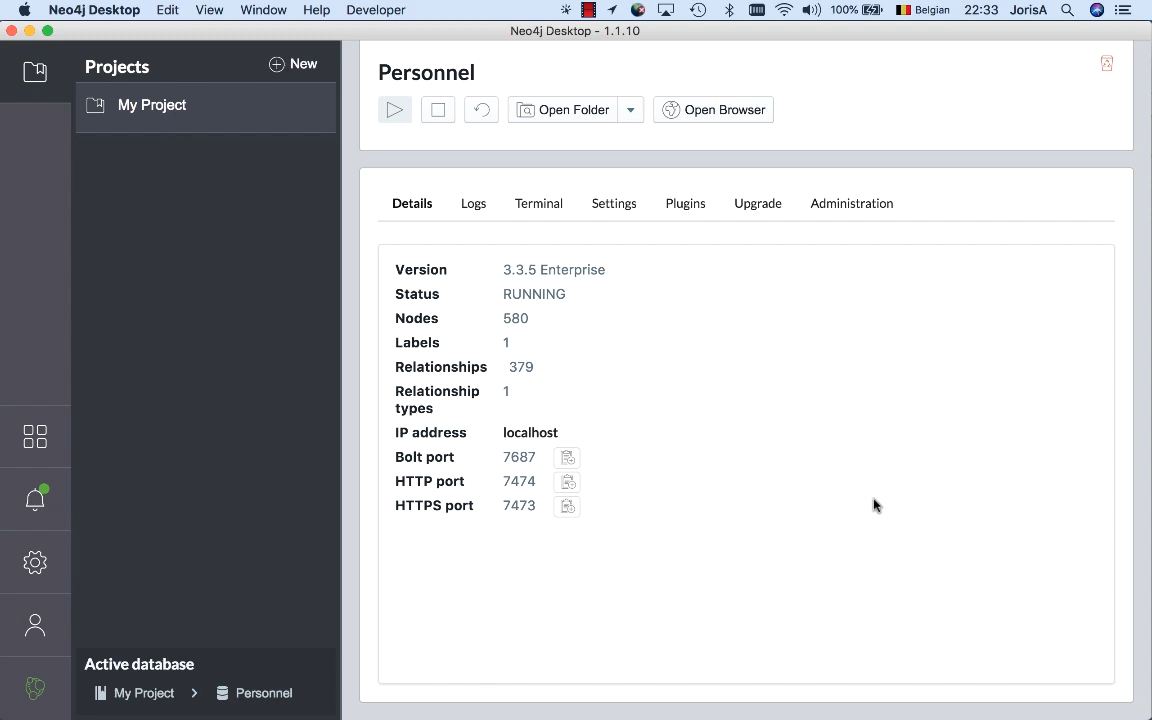 Neo4j Desktop Edit View Window Help Developer 100% Belgian 22:33 JorisA
Neo4j Desktop - 1.1.10
Projects New
My Project
Active database
My Project > Personnel
Personnel
Open Folder Open Browser
Details Logs Terminal Settings Plugins Upgrade Administration
Version 3.3.5 Enterprise
Status RUNNING
Nodes 580
Labels 1
Relationships 379
Relationship 1
types
IP address localhost
Bolt port 7687
HTTP port 7474
HTTPS port 7473